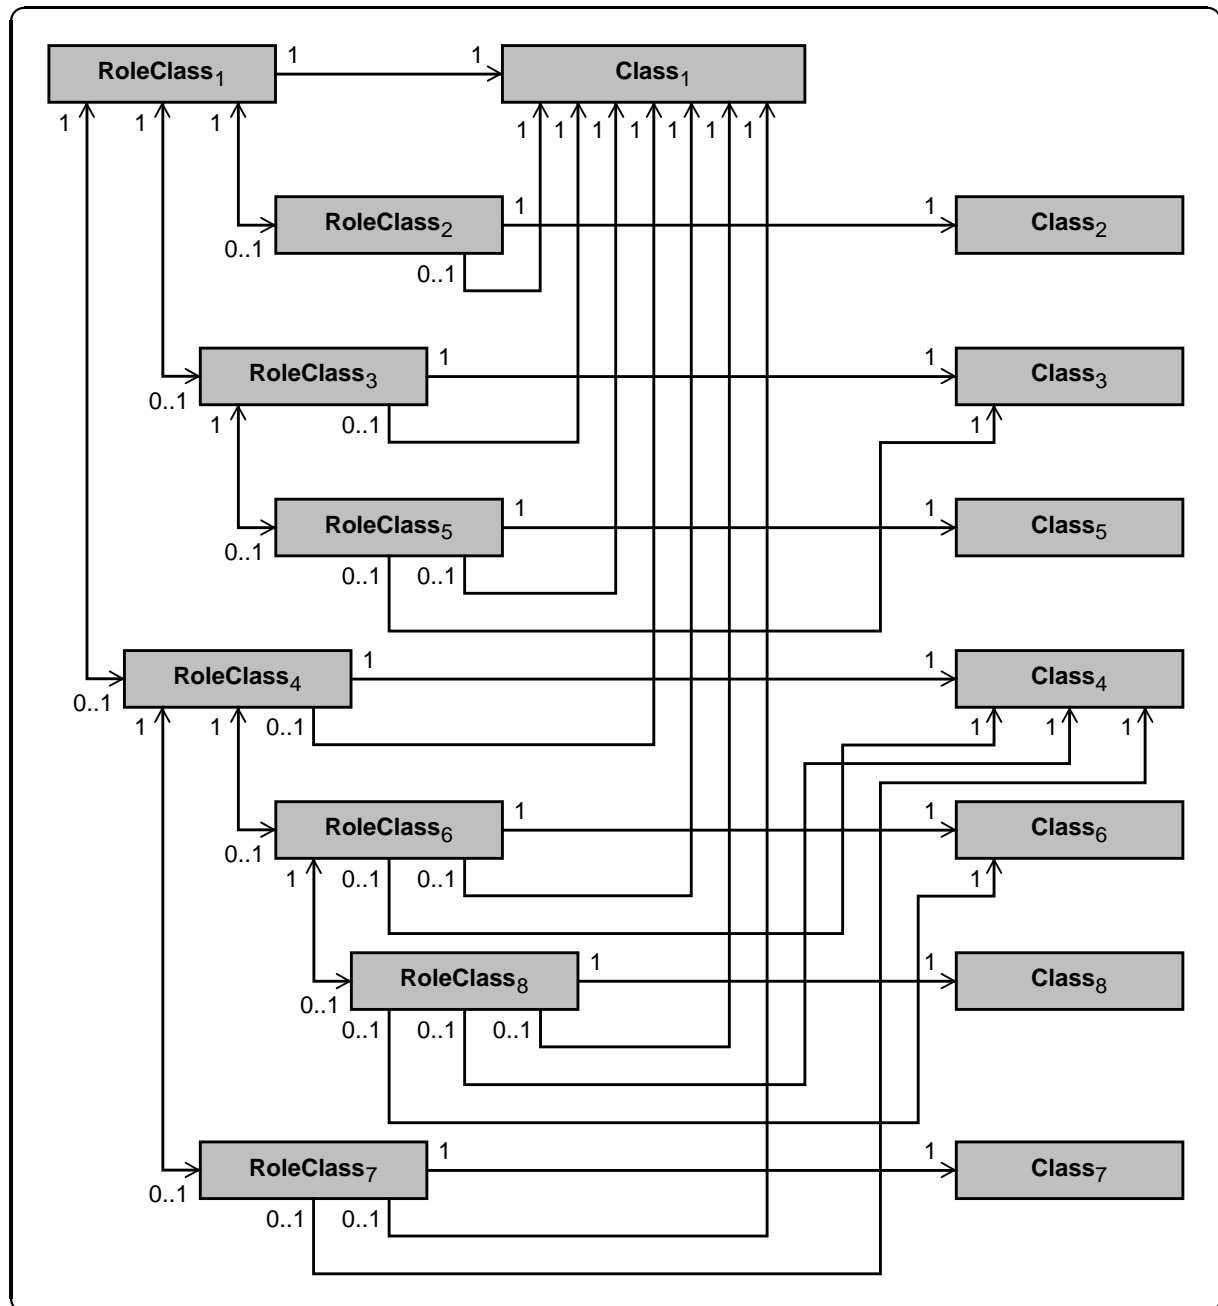 1 1
RoleClass1 Class1
1 1 1 1 1 1 1 1 1 1
1 1
RoleClass2 Class2
0..1 0..1
1 1
RoleClass3 Class3
0..1 1 0..1 1
1 1
RoleClass5 Class5
0..1 0..1 0..1
1 1
RoleClass4 Class4
0..1 1 1 0..1 1 1 1
1 1
RoleClass6 Class6
0..1 1 0..1 0..1 1
1 1
RoleClass8 Class8
0..1 0..1 0..1 0..1
1 1
RoleClass7 Class7
0..1 0..1 0..1